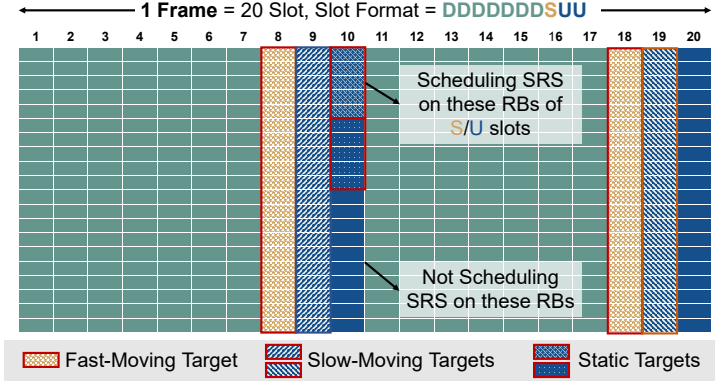 1 Frame = 20 Slot, Slot Format = DDDDDDDSUU
1 2 3 4 5 6 7 8 9 10 11 12 13 14 15 16 17 18 19 20
Scheduling SRS
on these RBs of
S/U slots
Not Scheduling
SRS on these RBs
Fast-Moving Target Slow-Moving Targets Static Targets